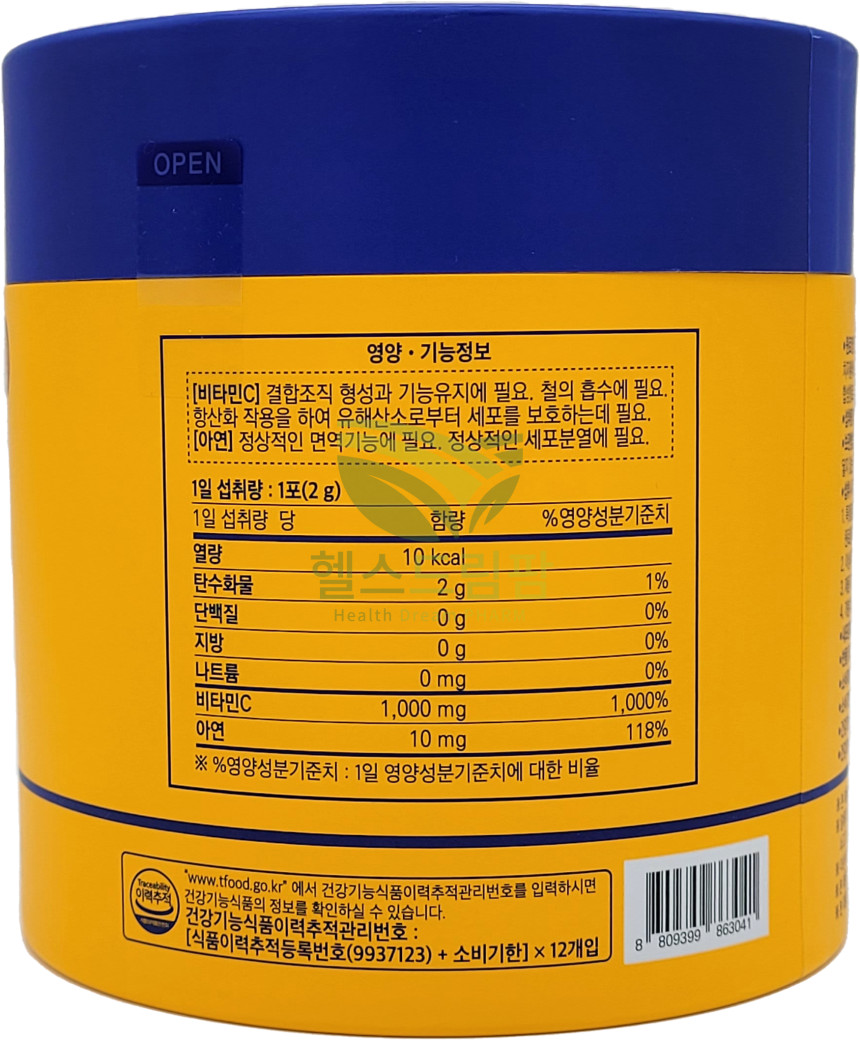 OPEN
영양 · 기능정보
[비타민C] 결합조직 형성과 기능유지에 필요. 철의 흡수에 필요.
항산화 작용을 하여 유해산소로부터 세포를 보호하는데 필요.
[아연] 정상적인 면역기능에 필요. 정상적인 세포분열에 필요.
1일 섭취량 : 1포(2 g)
1일 섭취량 당 함량 %영양성분기준치
열량 10 kcal
탄수화물 2 g 1%
단백질 0 g 0%
지방 0 g 0%
나트륨 0 mg 0%
비타민C 1,000 mg 1,000%
아연 10 mg 118%
※ %영양성분기준치 : 1일 영양성분기준치에 대한 비율
헬스드림팜
Health
Traceability
이력추적
"www.tfood.go.kr" 에서 건강기능식품이력추적관리번호를 입력하시면
건강기능식품의 정보를 확인하실 수 있습니다.
건강기능식품이력추적관리번호 :
[식품이력추적등록번호(9937123) + 소비기한] × 12개입
8 809399 863041